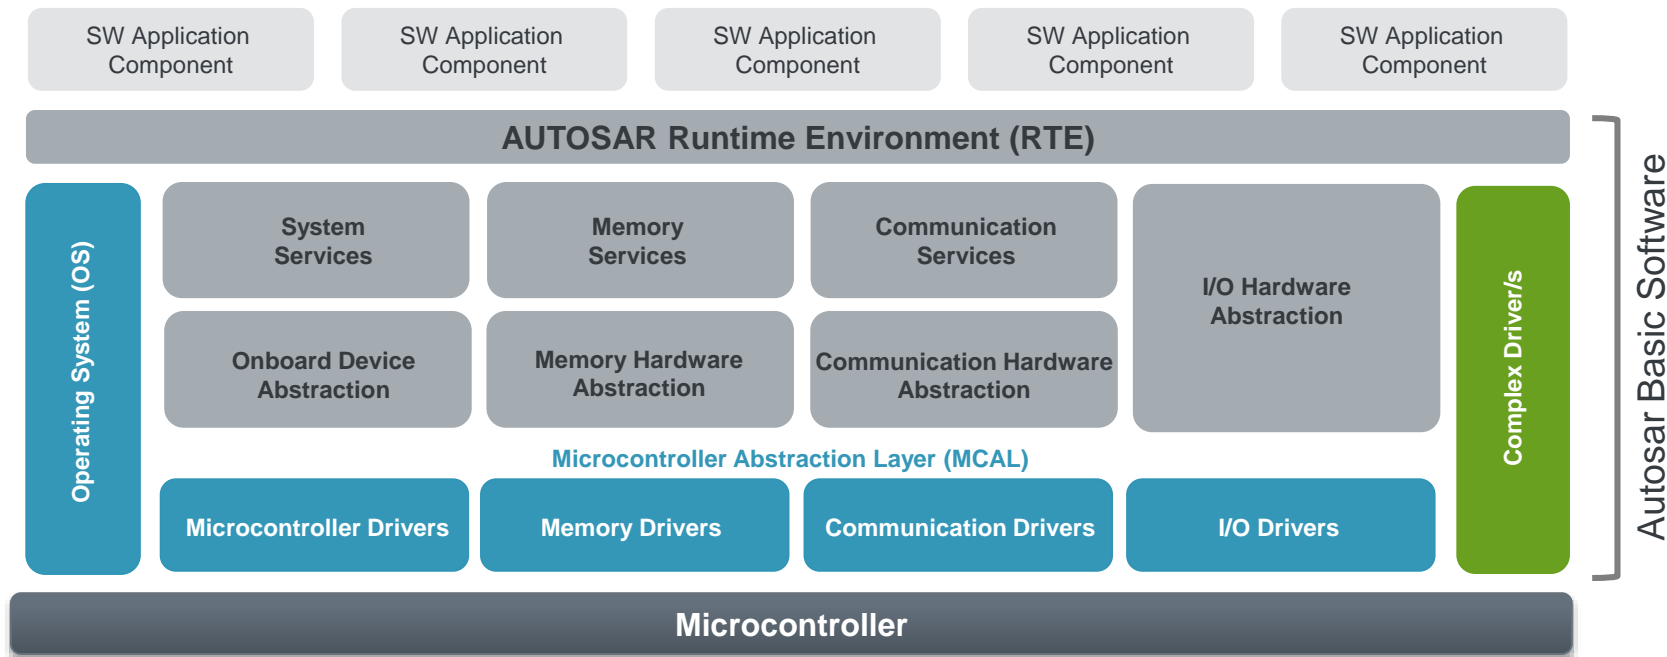 SW Application
Component
SW Application
Component
SW Application
Component
SW Application
Component
SW Application
Component
AUTOSAR Runtime Environment (RTE)
Operating System (OS)
System
Services
Memory
Services
Communication
Services
I/O Hardware
Abstraction
Onboard Device
Abstraction
Memory Hardware
Abstraction
Communication Hardware
Abstraction
Microcontroller Abstraction Layer (MCAL)
Microcontroller Drivers
Memory Drivers
Communication Drivers
I/O Drivers
Complex Driver/s
Autosar Basic Software
Microcontroller